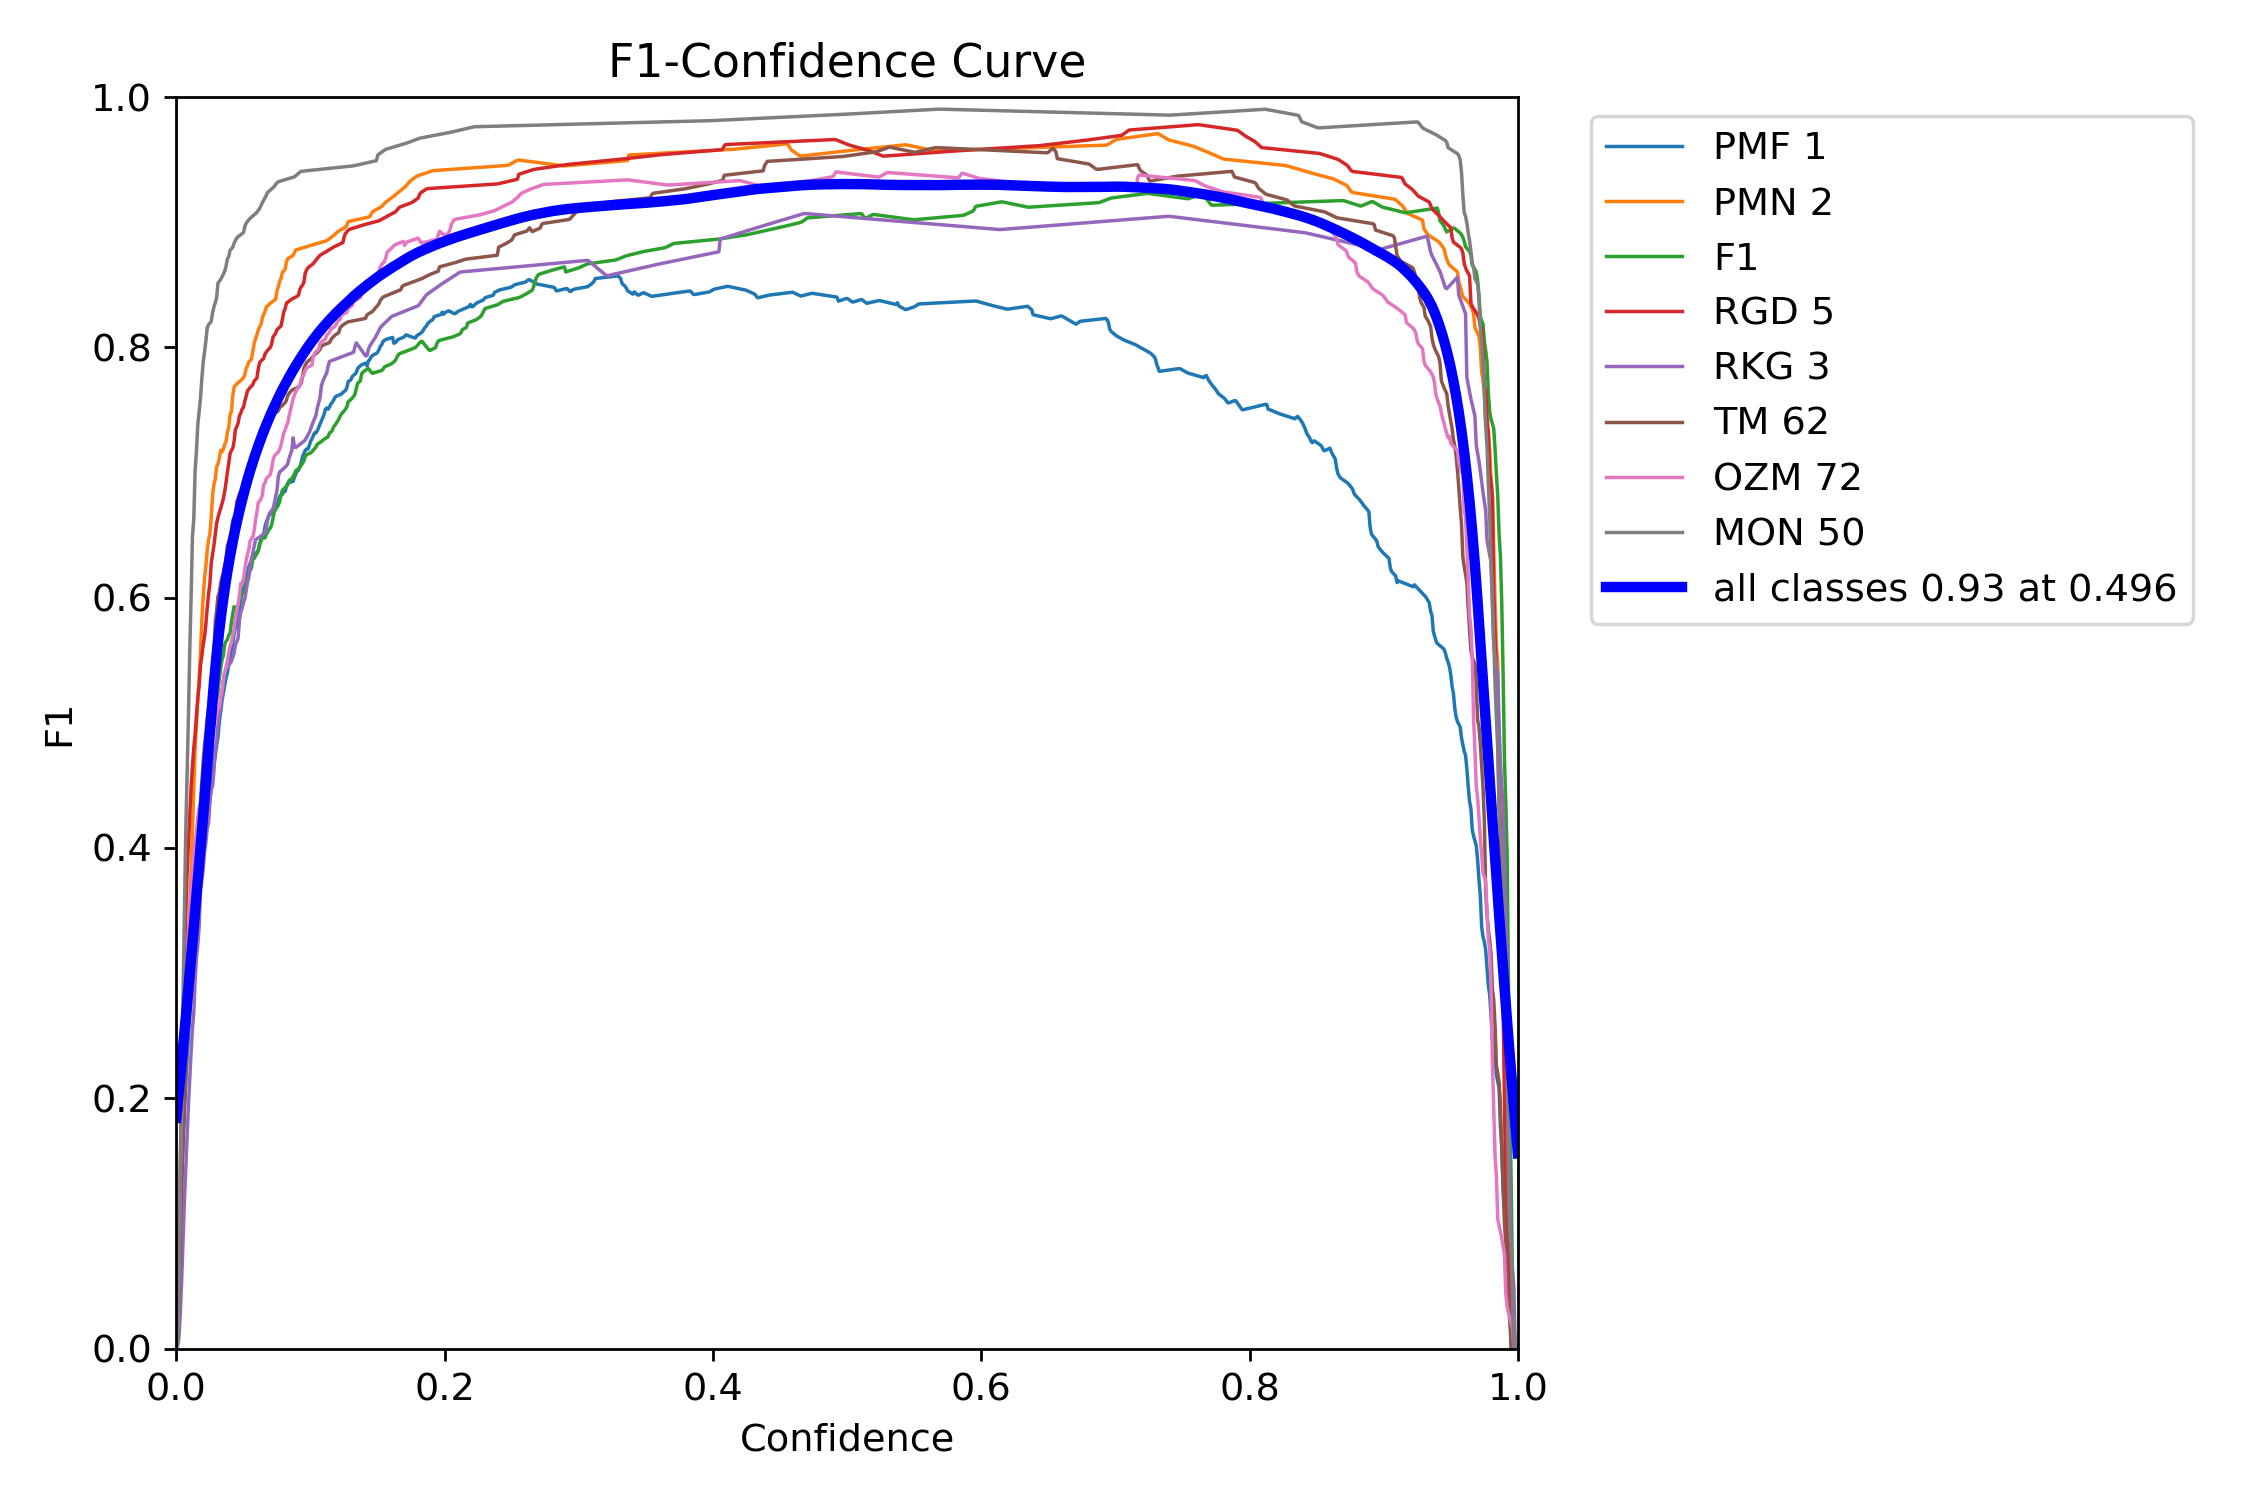 F1-Confidence Curve
1.0
0.8
0.6
0.4
0.2
0.0
F1
0.0 0.2 0.4 0.6 0.8 1.0
Confidence
PMF 1
PMN 2
F1
RGD 5
RKG 3
TM 62
OZM 72
MON 50
all classes 0.93 at 0.496